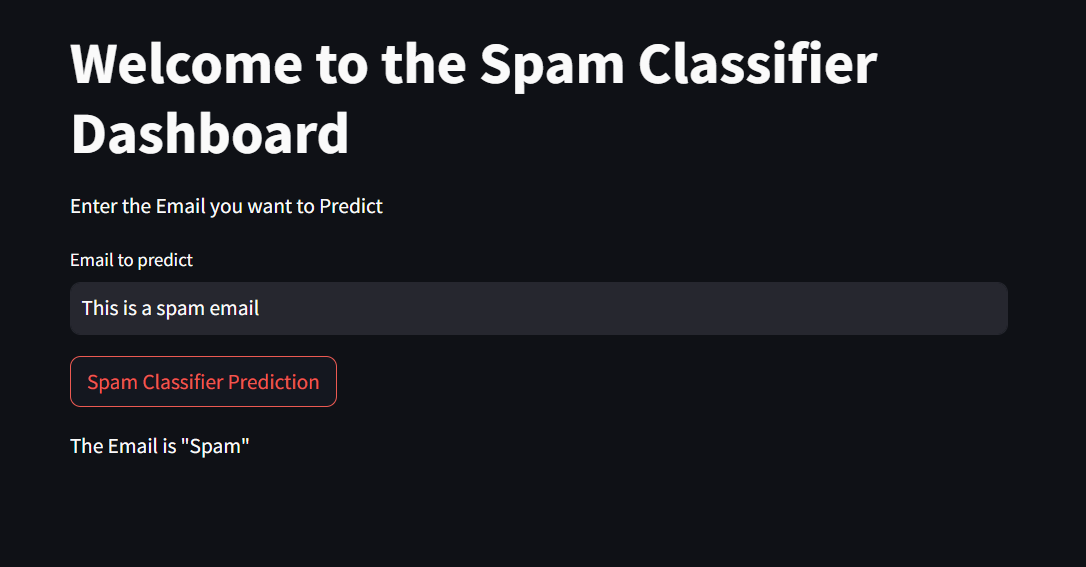 Welcome to the Spam Classifier
Dashboard
Enter the Email you want to Predict
Email to predict
This is a spam email
Spam Classifier Prediction
The Email is "Spam"